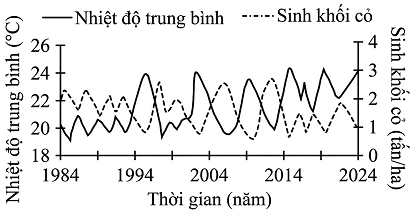 Nhiệt độ trung bình Sinh khối cỏ
Nhiệt độ trung bình (°C)
26
24
22
20
18
4
3
2
1
0
Sinh khối cỏ (tấn/ha)
1984 1994 2004 2014 2024
Thời gian (năm)